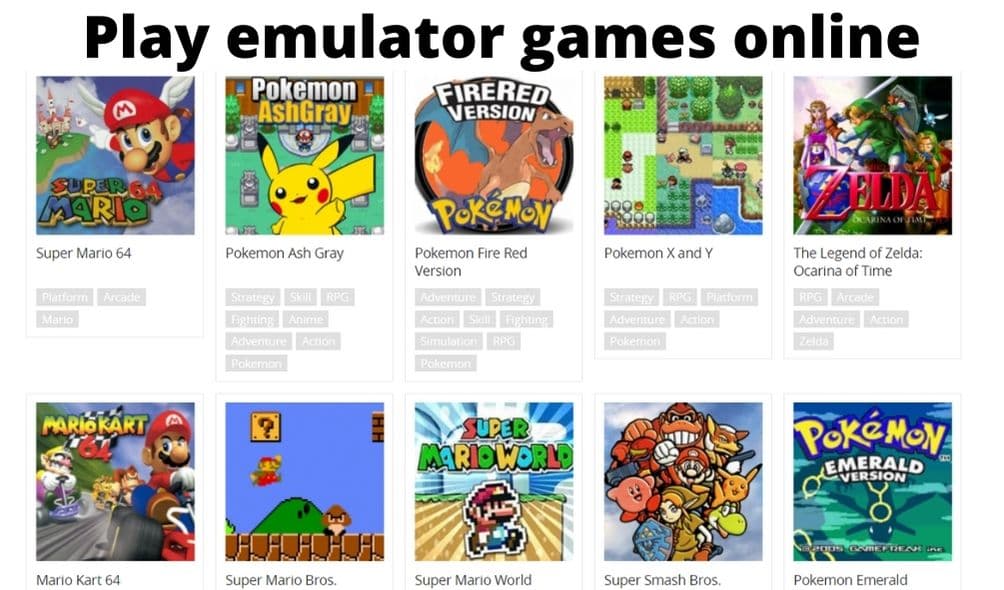 Play emulator games online
SUPER 64
MARIO
Pokemon
AshGray
FIRERED
VERSION
POKéMON
ZELDA
OCARINA OF TIME
Super Mario 64
Pokemon Ash Gray
Pokemon Fire Red
Version
Pokemon X and Y
The Legend of Zelda:
Ocarina of Time
Platform Arcade
Mario
Strategy Skill RPG
Fighting Anime
Adventure Action
Pokemon
Adventure Strategy
Action Skill Fighting
Simulation RPG
Pokemon
Strategy RPG Platform
Adventure Action
Pokemon
RPG Arcade
Adventure Action
Zelda
MARIOKART
64
?
SUPER
MARIO WORLD
POKéMON
TM
EMERALD
VERSION
©2005 GAMEFREAK inc.
Mario Kart 64
Super Mario Bros.
Super Mario World
Super Smash Bros.
Pokemon Emerald